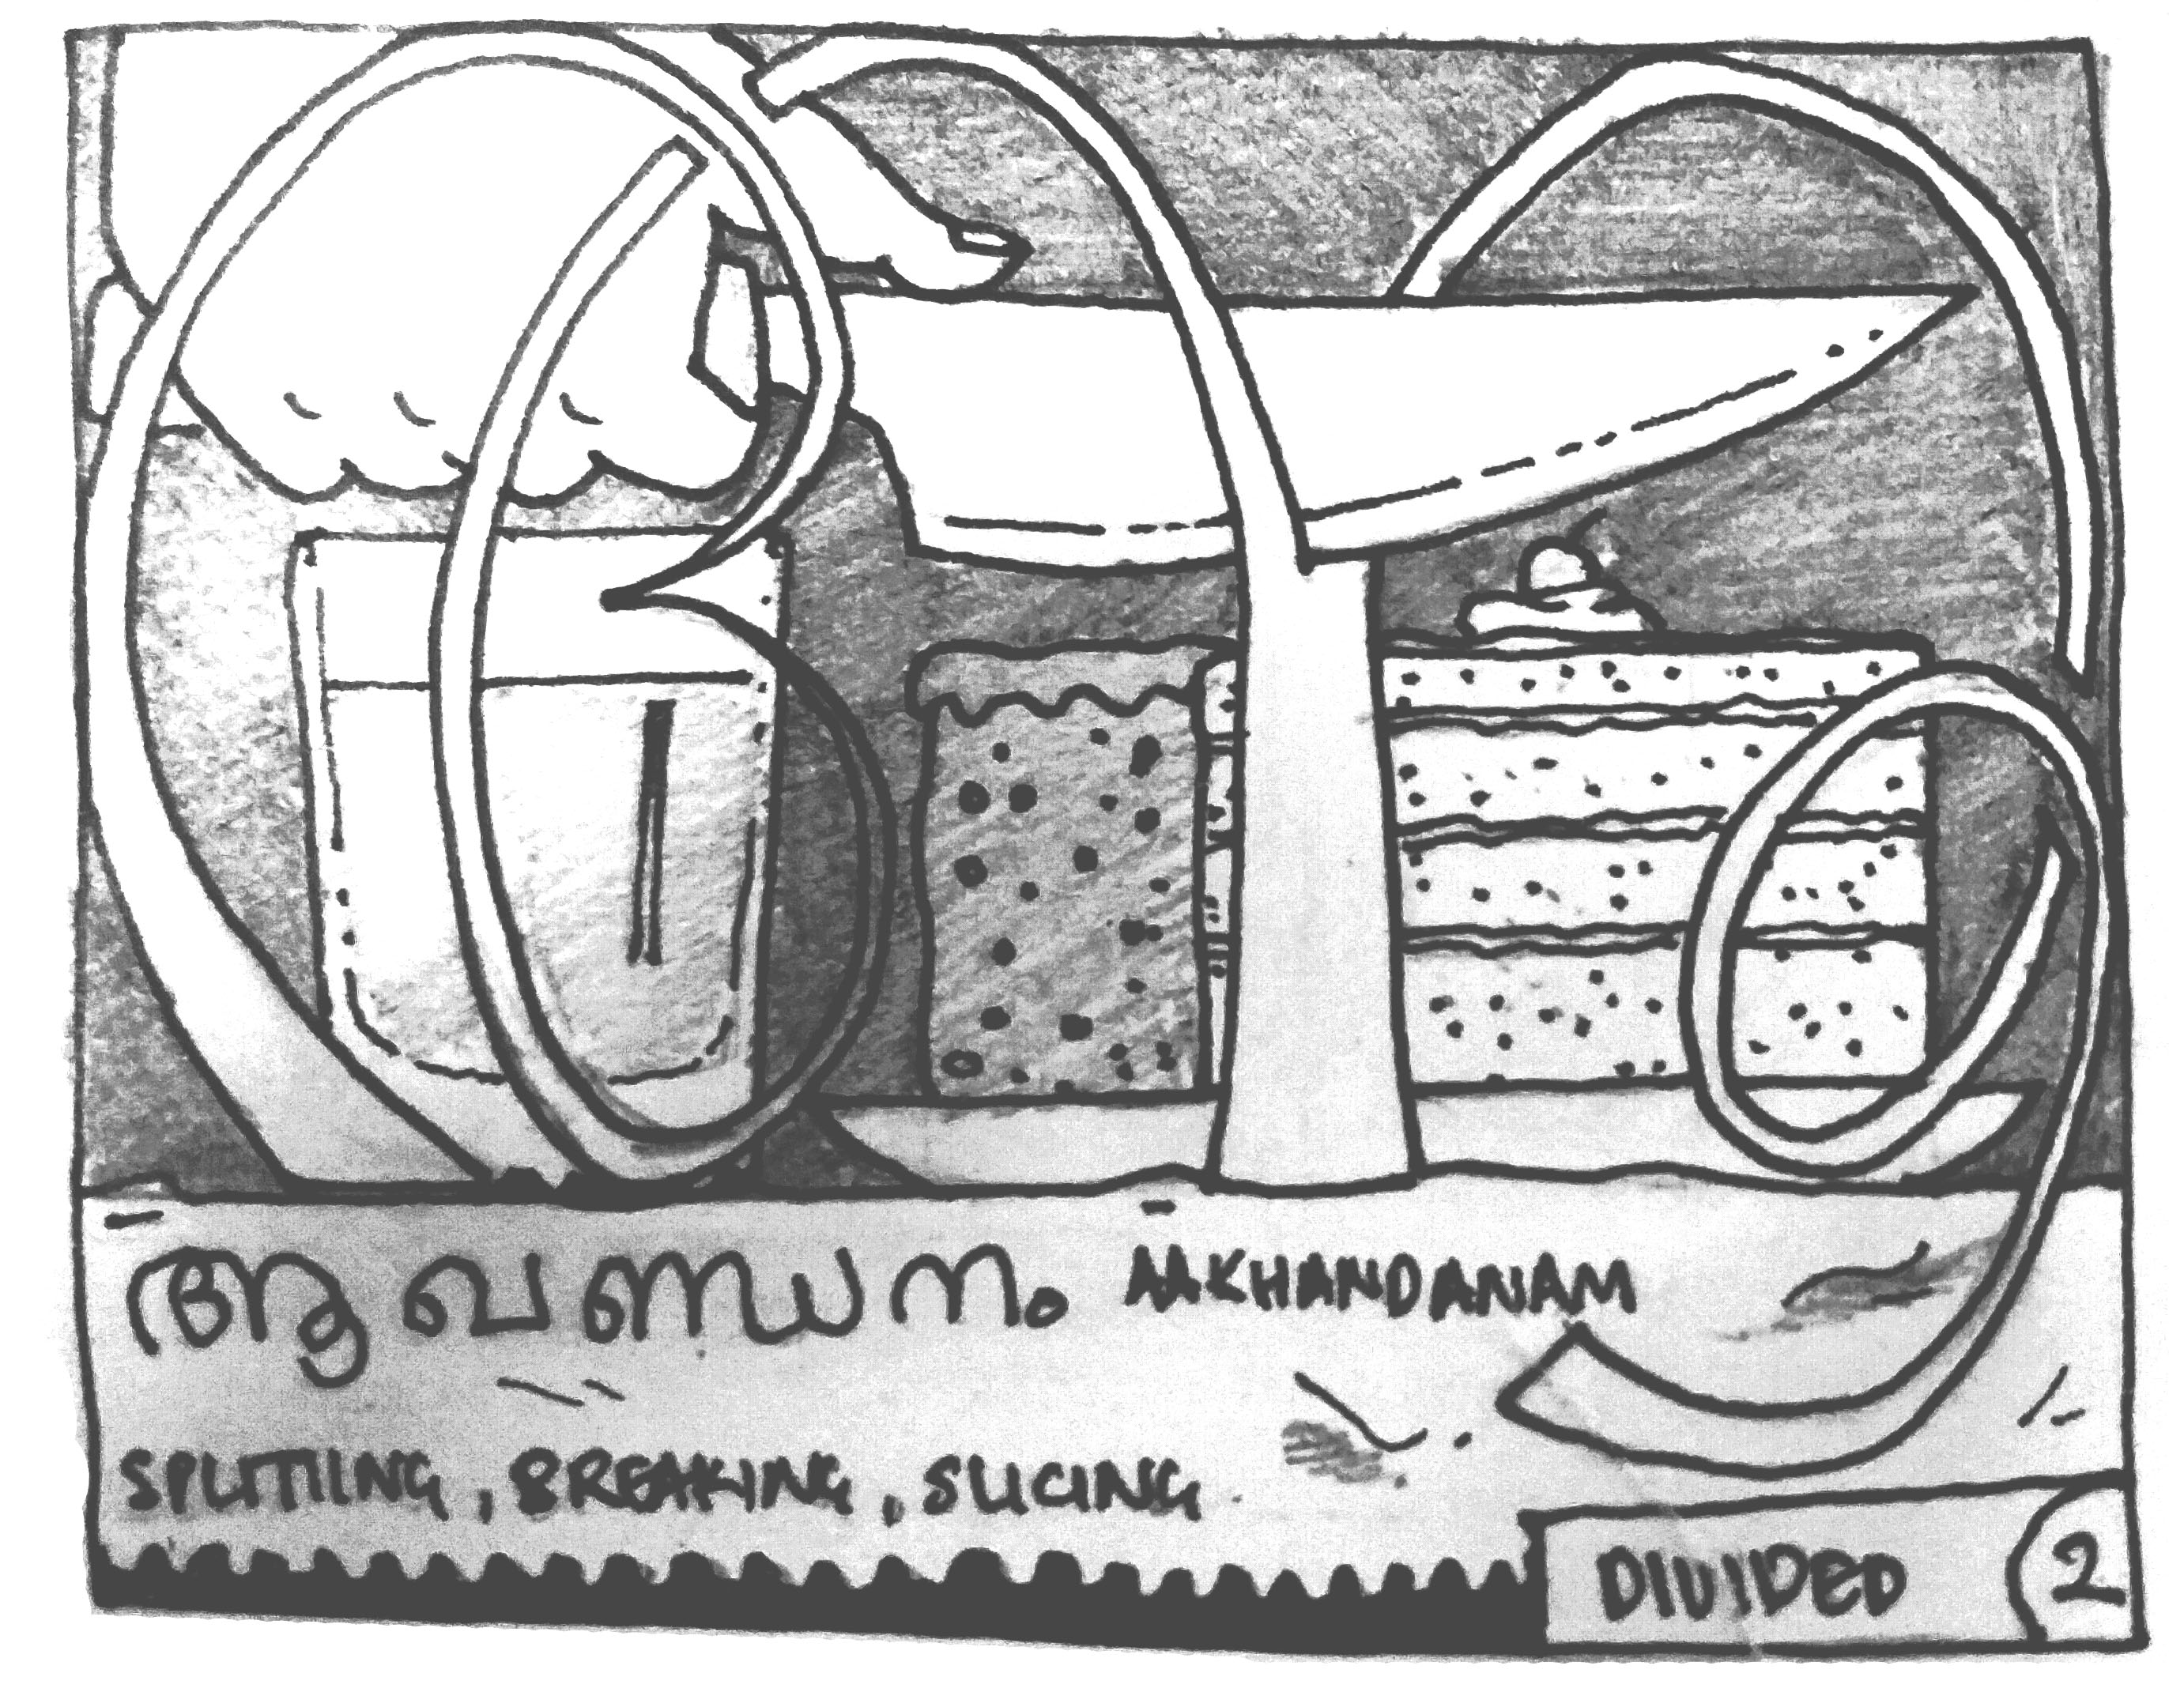 ആ
ആഖണ്ഡനം AAKHANDANAM
SPLITTING, BREAKING, SLICING.
DIVIDED 2